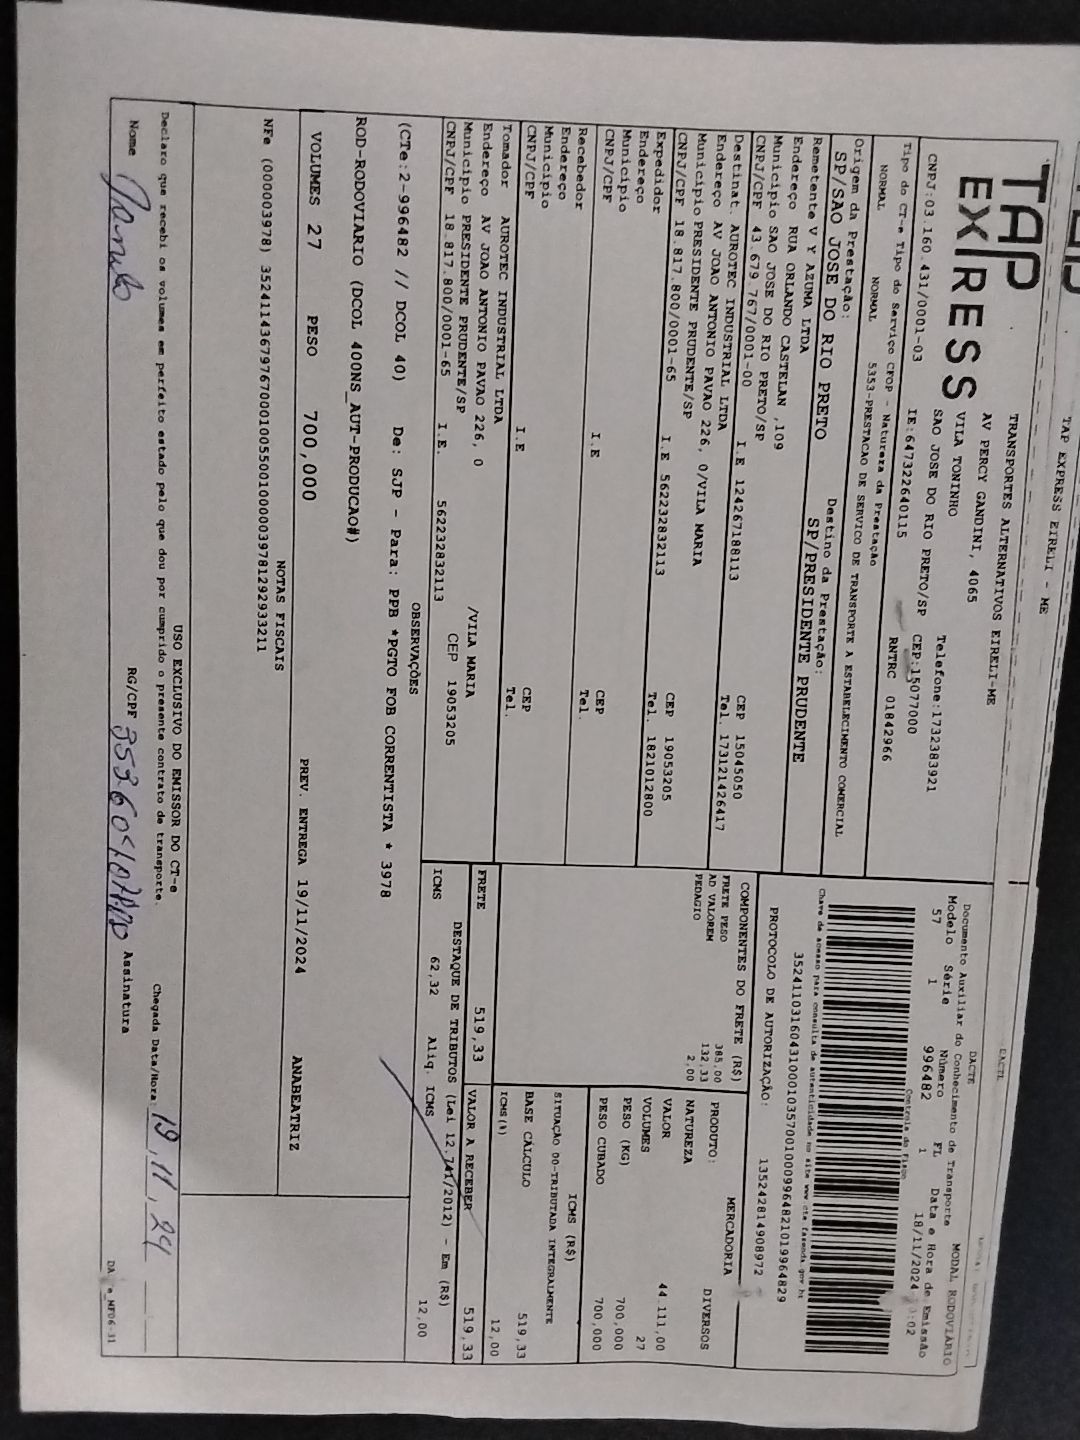 TAP EXPRESS EIRELI - ME
DACTE
TAP
EXPRESS
TRANSPORTES ALTERNATIVOS EIRELI-ME
AV PERCY GANDINI, 4065
VILA TONINHO
SAO JOSE DO RIO PRETO/SP
Telefone:1732383921
CNPJ:03.160.431/0001-03
IE:647322640115
CEP:15077000
RNTRC 01842966
DACTE
Documento Auxiliar do Conhecimento de Transporte
MODAL RODOVIÁRIO
Modelo Série Número FL Data e Hora de Emissão
57 1 996482 1 18/11/2024
Controle do Fisco
Chave de acesso para consulta de autenticidade no site www.cte.fazenda.gov.br
35241103160431000103570010009964821019964829
PROTOCOLO DE AUTORIZAÇÃO: 135242814908972
Tipo do CT-e Tipo do Serviço CFOP - Natureza da Prestação
NORMAL NORMAL 5353-PRESTACAO DE SERVICO DE TRANSPORTE A ESTABELECIMENTO COMERCIAL
Origem da Prestação: Destino da Prestação:
SP/SAO JOSE DO RIO PRETO SP/PRESIDENTE PRUDENTE
Remetente V Y AZUMA LTDA
Endereço RUA ORLANDO CASTELAN ,109
Município SAO JOSE DO RIO PRETO/SP CEP 15045050
CNPJ/CPF 43.679.767/0001-00 I.E 124267188113 Tel. 173121426417
Destinat. AUROTEC INDUSTRIAL LTDA
Endereço AV JOAO ANTONIO PAVAO 226, 0/VILA MARIA
Município PRESIDENTE PRUDENTE/SP CEP 19053205
CNPJ/CPF 18.817.800/0001-65 I.E 562232832113 Tel. 1821012800
Expedidor
Endereço
Município CEP
CNPJ/CPF I.E Tel.
Recebedor
Endereço
Município CEP
CNPJ/CPF I.E Tel.
Tomador AUROTEC INDUSTRIAL LTDA
Endereço AV JOAO ANTONIO PAVAO 226, 0 /VILA MARIA
Município PRESIDENTE PRUDENTE/SP CEP 19053205
CNPJ/CPF 18.817.800/0001-65 I.E. 562232832113
COMPONENTES DO FRETE (R$)
FRETE PESO 385,00
AD VALOREM 132,33
PEDAGIO 2,00
MERCADORIA
PRODUTO: DIVERSOS
NATUREZA
VALOR 44.111,00
VOLUMES 27
PESO (KG) 700,000
PESO CUBADO 700,000
ICMS (R$)
SITUAÇÃO 00-TRIBUTADA INTEGRALMENTE
BASE CÁLCULO 519,33
ICMS(%) 12,00
FRETE 519,33 VALOR A RECEBER 519,33
DESTAQUE DE TRIBUTOS (Lei 12.741/2012) - Em (R$)
ICMS 62,32 Aliq. ICMS 12,00
OBSERVAÇÕES
(CTe:2-996482 // DCOL 40) De: SJP - Para: PPB *PGTO FOB CORRENTISTA * 3978
ROD-RODOVIARIO (DCOL 400NS_AUT-PRODUCAO#)
VOLUMES 27 PESO 700,000 PREV. ENTREGA 19/11/2024 ANABEATRIZ
NOTAS FISCAIS
NFe (000003978) 35241143679767000100550010000039781292933211
USO EXCLUSIVO DO EMISSOR DO CT-e
Declaro que recebi os volumes em perfeito estado pelo que dou por cumprido o presente contrato de transporte.
Chegada Data/Hora: 19, 11, 24
Nome RG/CPF Assinatura